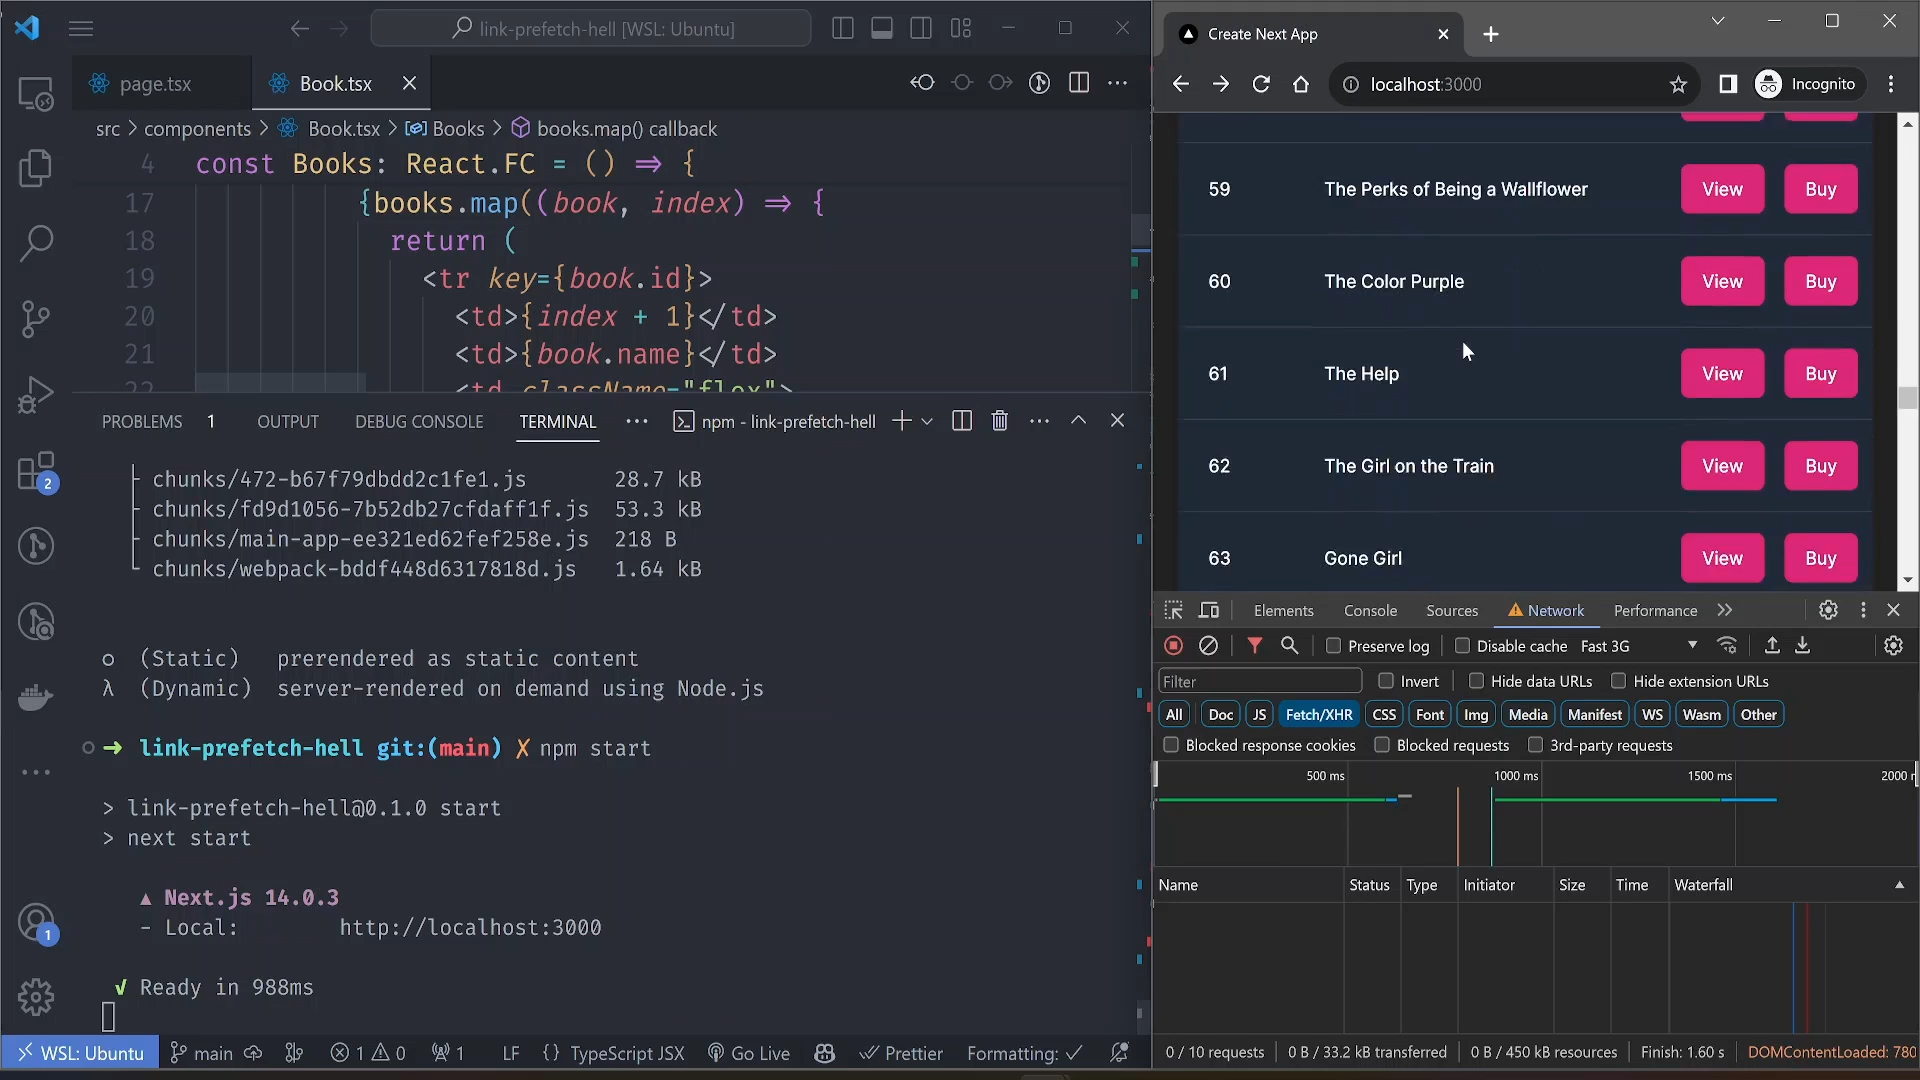 link-prefetch-hell [WSL: Ubuntu]
page.tsx
Book.tsx
src > components > Book.tsx > Books > books.map() callback
4 const Books: React.FC = () => {
17 {books.map((book, index) => {
18 return (
19 <tr key={book.id}>
20 <td>{index + 1}</td>
21 <td>{book.name}</td>
22 <td className="flex">
PROBLEMS 1 OUTPUT DEBUG CONSOLE TERMINAL npm - link-prefetch-hell
├ chunks/472-b67f79dbdd2c1fe1.js 28.7 kB
├ chunks/fd9d1056-7b52db27cfdaff1f.js 53.3 kB
├ chunks/main-app-ee321ed62fef258e.js 218 B
└ chunks/webpack-bddf448d6317818d.js 1.64 kB
○ (Static) prerendered as static content
λ (Dynamic) server-rendered on demand using Node.js
➜ link-prefetch-hell git:(main) ✗ npm start
> link-prefetch-hell@0.1.0 start
> next start
▲ Next.js 14.0.3
- Local: http://localhost:3000
✓ Ready in 988ms
2
1
WSL: Ubuntu main 1 0 1 LF {} TypeScript JSX Go Live Prettier Formatting: ✓
Create Next App
localhost:3000
Incognito
59 The Perks of Being a Wallflower View Buy
60 The Color Purple View Buy
61 The Help View Buy
62 The Girl on the Train View Buy
63 Gone Girl View Buy
Elements Console Sources Network Performance
Preserve log Disable cache Fast 3G
Filter Invert Hide data URLs Hide extension URLs
All Doc JS Fetch/XHR CSS Font Img Media Manifest WS Wasm Other
Blocked response cookies Blocked requests 3rd-party requests
500 ms 1000 ms 1500 ms 2000
Name Status Type Initiator Size Time Waterfall
0 / 10 requests 0 B / 33.2 kB transferred 0 B / 450 kB resources Finish: 1.60 s DOMContentLoaded: 780